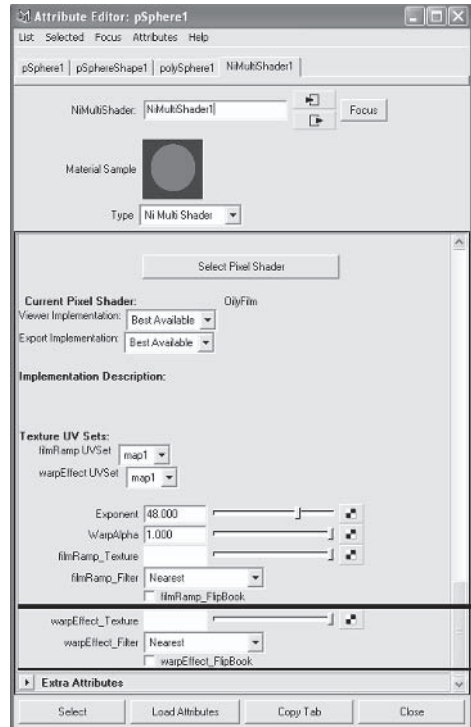 Attribute Editor: pSphere1
List Selected Focus Attributes Help
pSphere1 pSphereShape1 polySphere1 NiMultiShader1
NiMultiShader: NiMultiShader1
Focus
Material Sample
Type Ni Multi Shader
Select Pixel Shader
Current Pixel Shader: OilyFilm
Viewer Implementation: Best Available
Export Implementation: Best Available
Implementation Description:
Texture UV Sets:
filmRamp UVSet map1
warpEffect UVSet map1
Exponent 48.000
WarpAlpha 1.000
filmRamp_Texture
filmRamp_Filter Nearest
filmRamp_FlipBook
warpEffect_Texture
warpEffect_Filter Nearest
warpEffect_FlipBook
Extra Attributes
Select Load Attributes Copy Tab Close